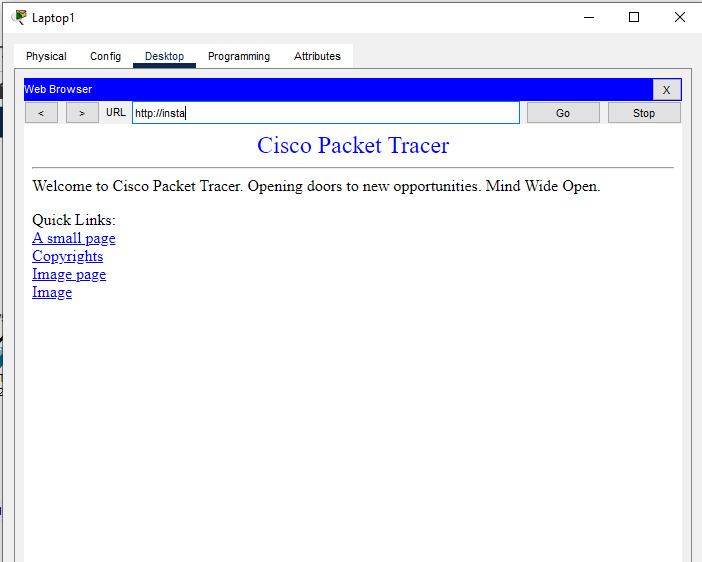 Laptop1
Physical Config Desktop Programming Attributes
Web Browser X
< > URL http://insta Go Stop
Cisco Packet Tracer
Welcome to Cisco Packet Tracer. Opening doors to new opportunities. Mind Wide Open.
Quick Links:
A small page
Copyrights
Image page
Image